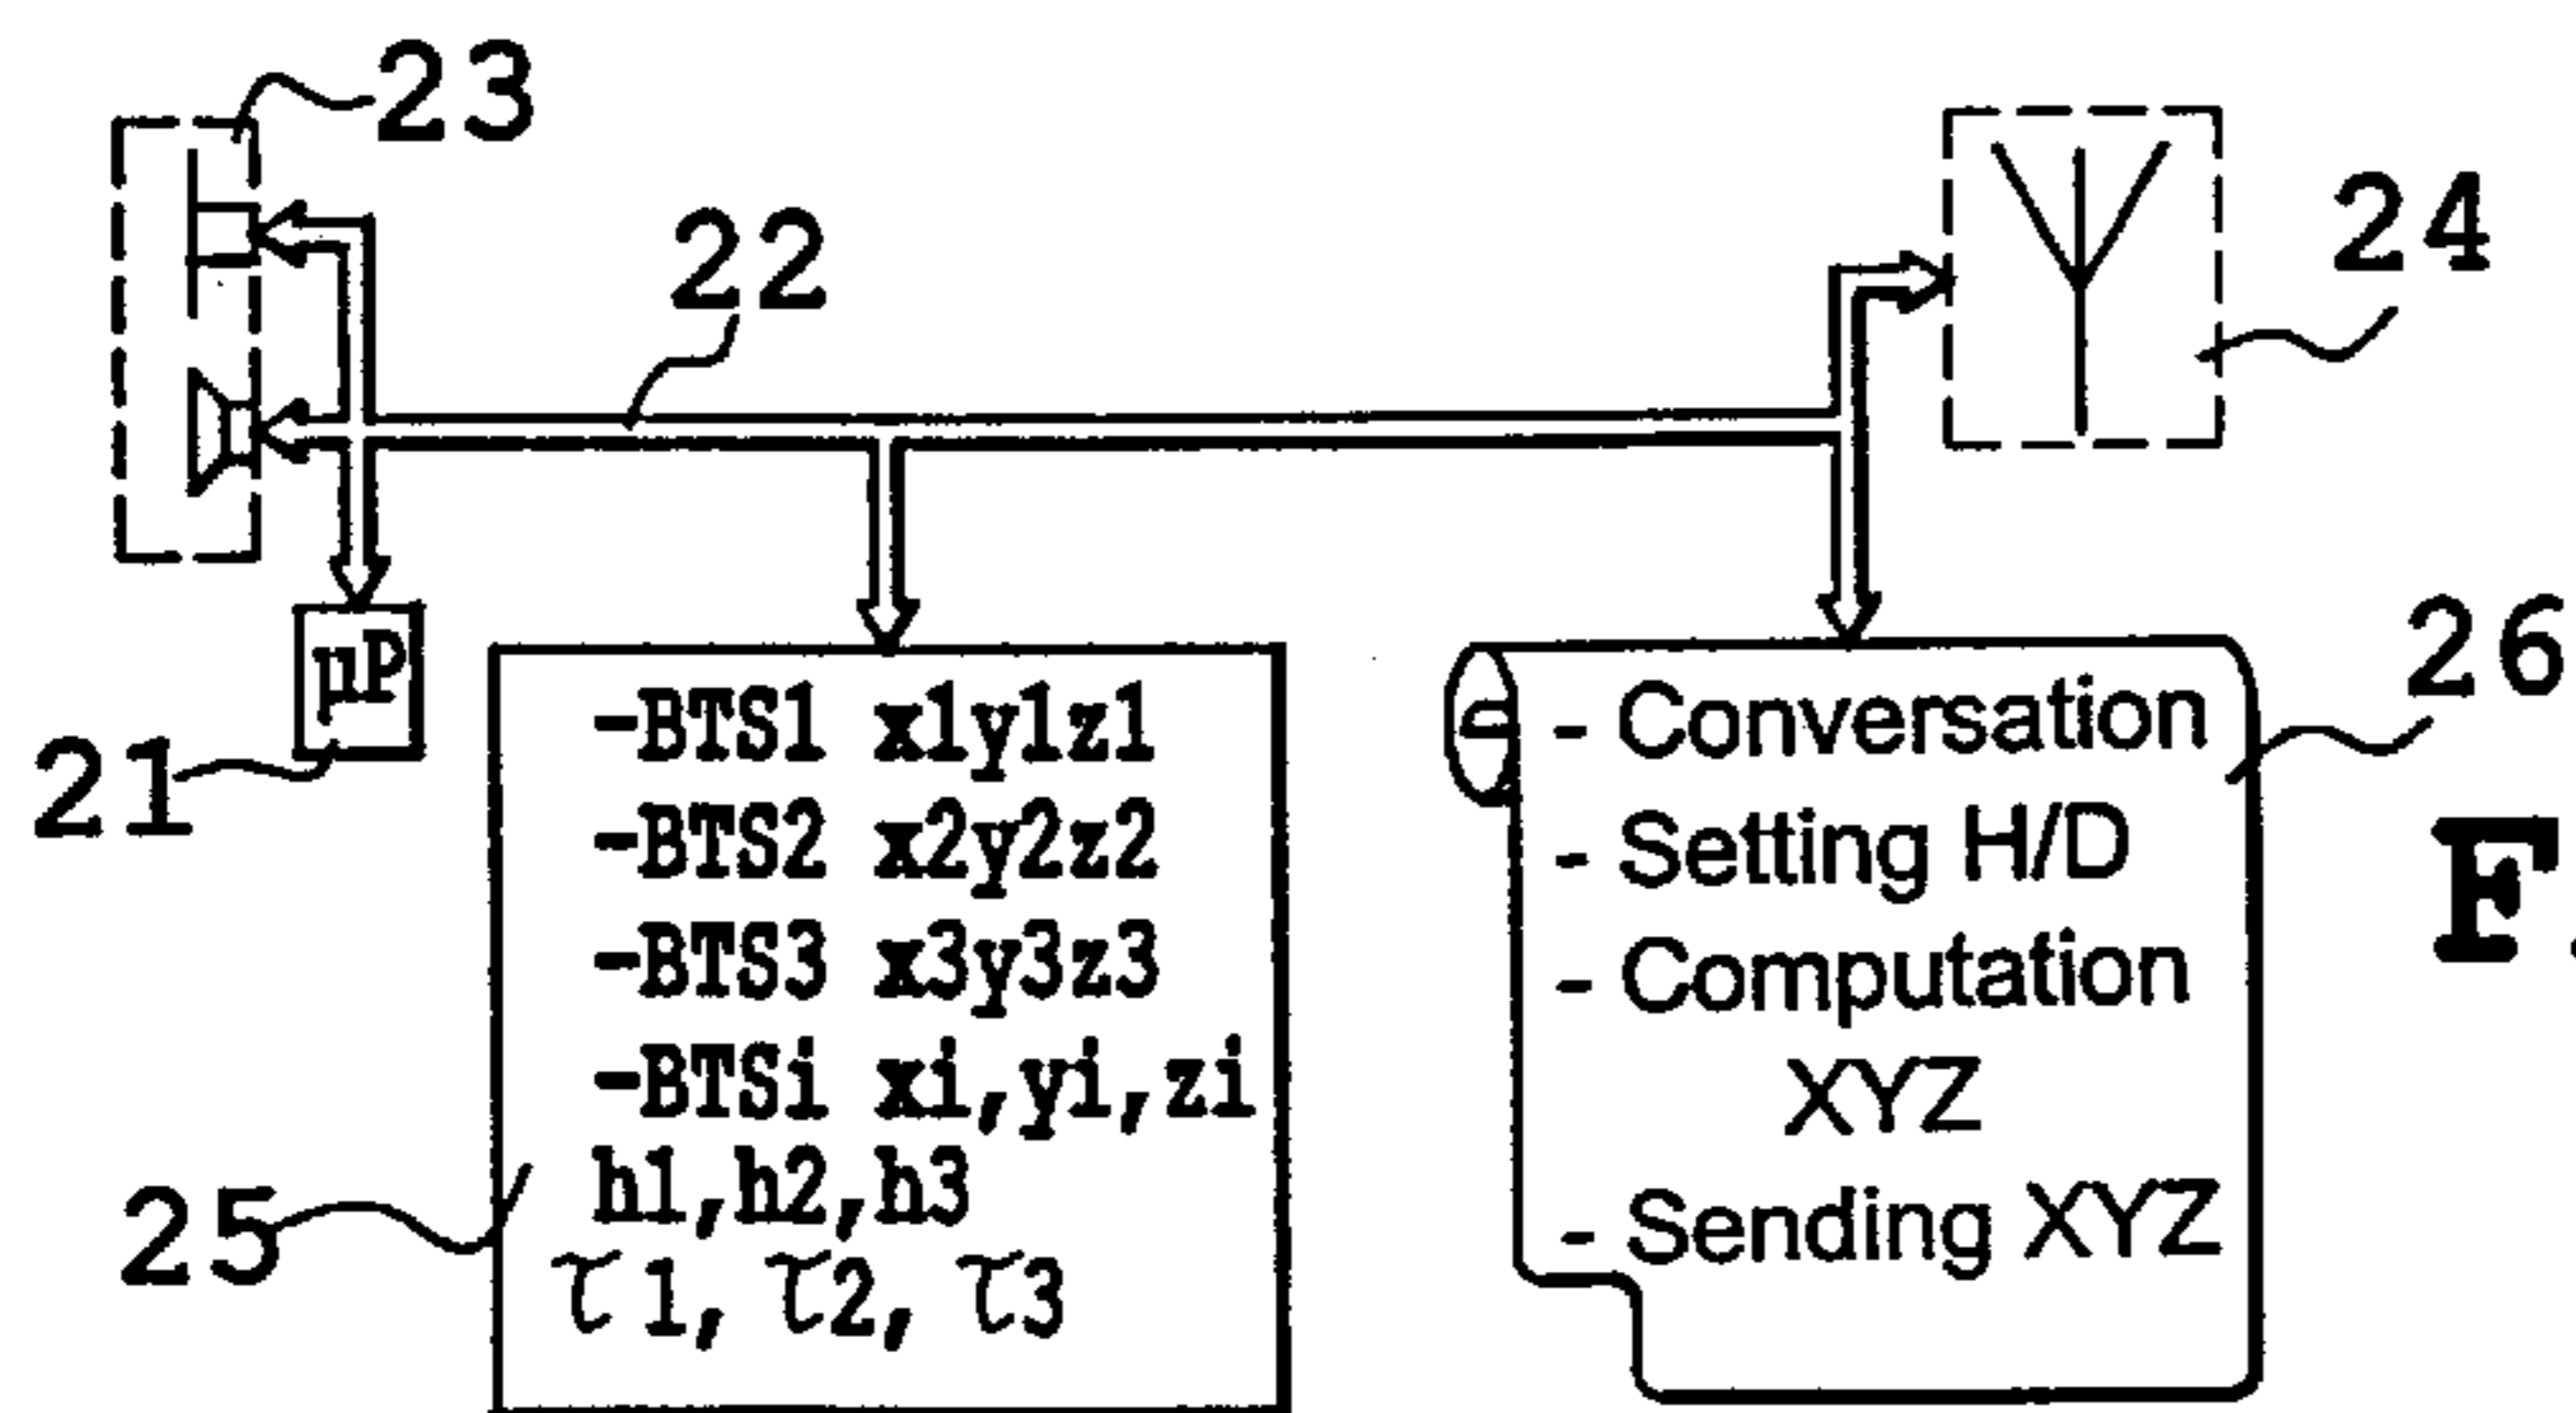 23
22
24
μP
21
-BTS1 x1y1z1
-BTS2 x2y2z2
-BTS3 x3y3z3
-BTSi xi,yi,zi
h1,h2,h3
τ1, τ2, τ3
25
- Conversation
- Setting H/D
- Computation
XYZ
- Sending XYZ
26